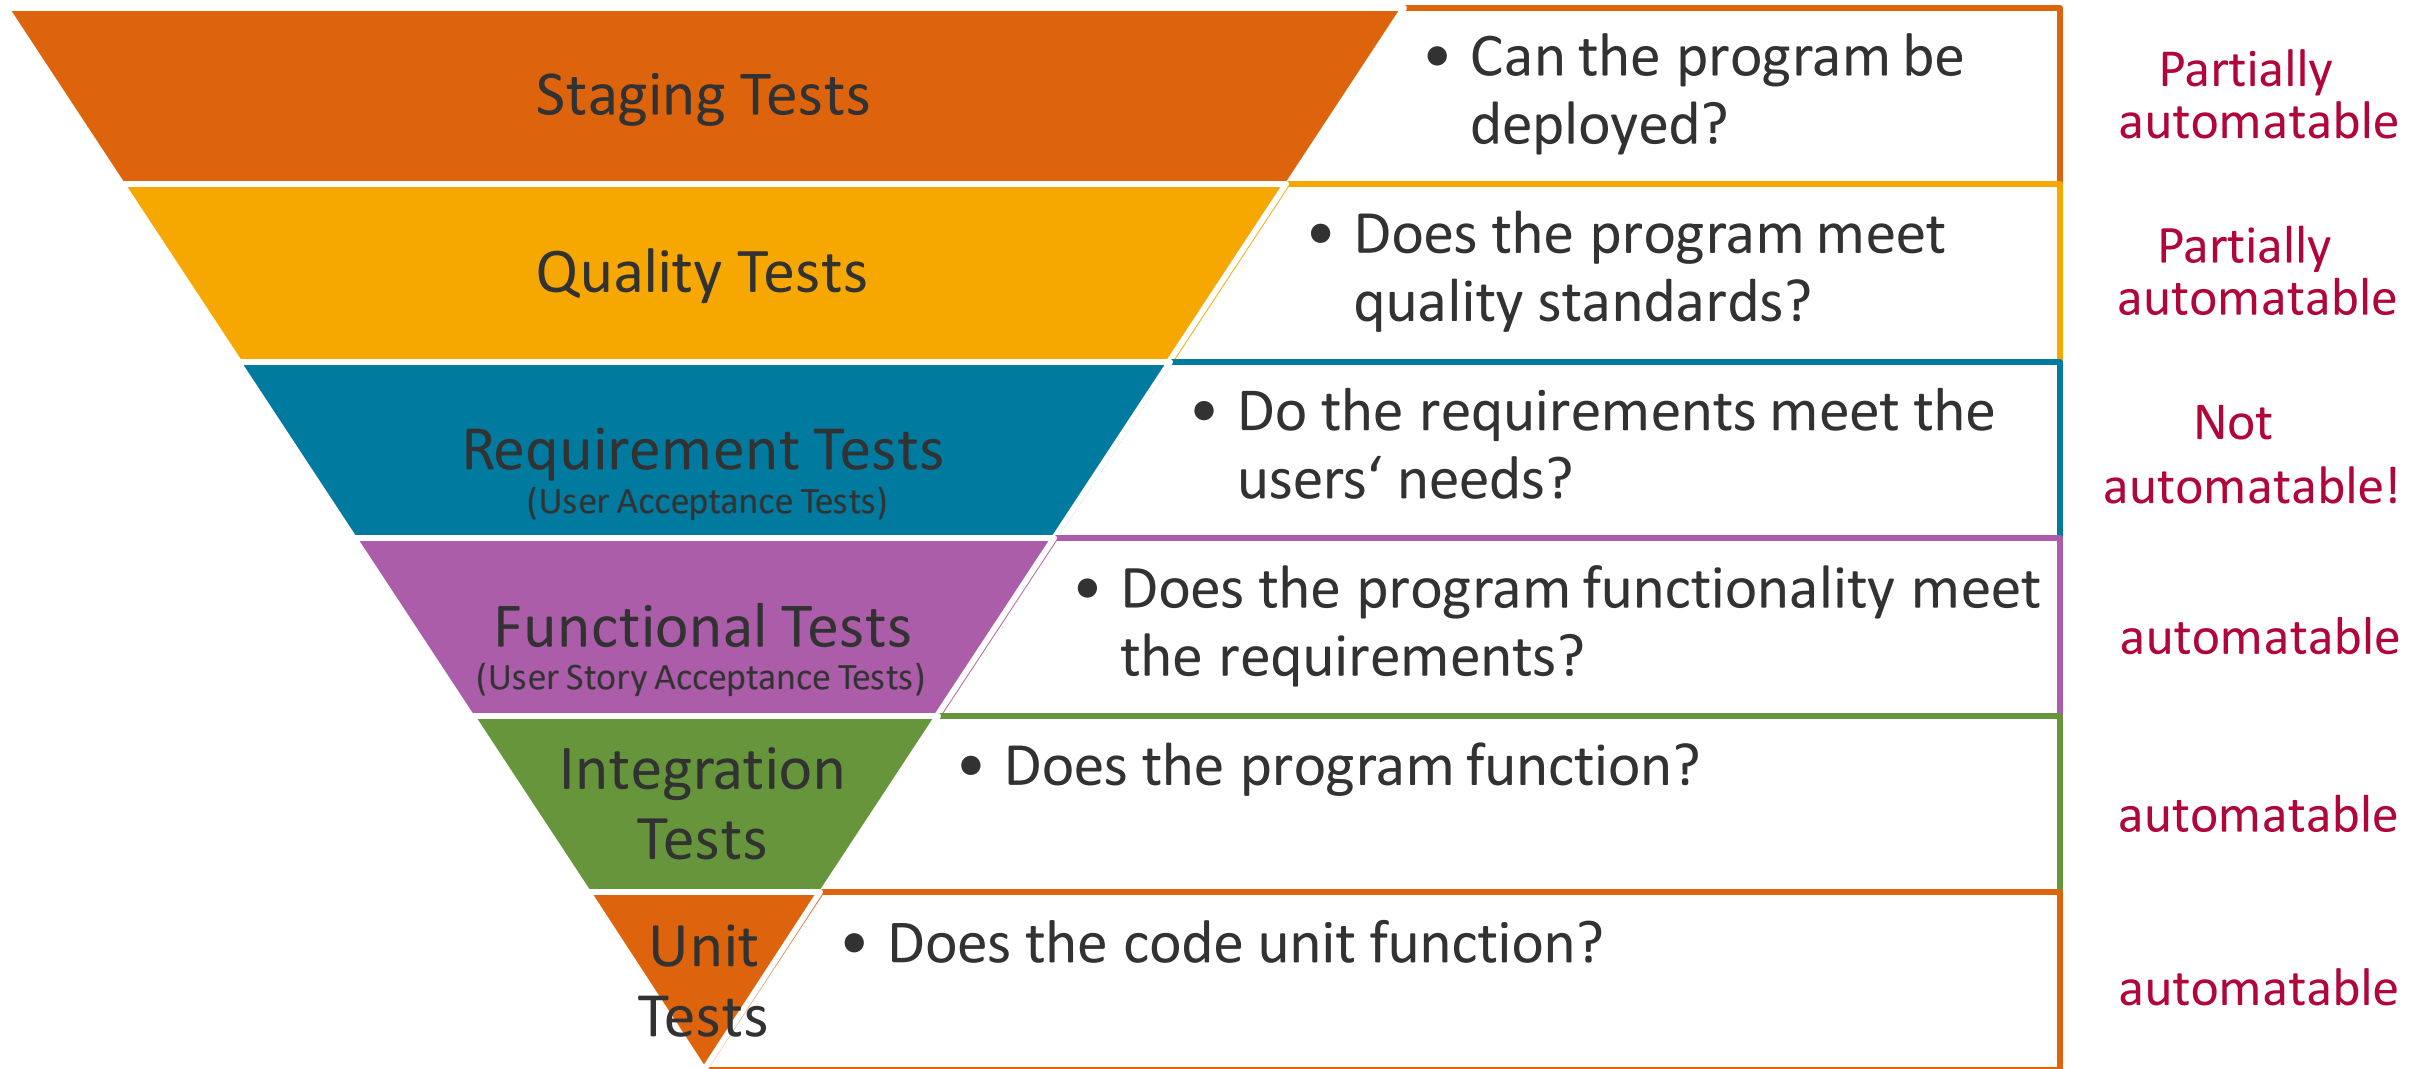 Staging Tests
• Can the program be
deployed?
Partially
automatable
Quality Tests
• Does the program meet
quality standards?
Partially
automatable
Requirement Tests
(User Acceptance Tests)
• Do the requirements meet the
users‘ needs?
Not
automatable!
Functional Tests
(User Story Acceptance Tests)
• Does the program functionality meet
the requirements?
automatable
Integration
Tests
• Does the program function?
automatable
Unit
Tests
• Does the code unit function?
automatable